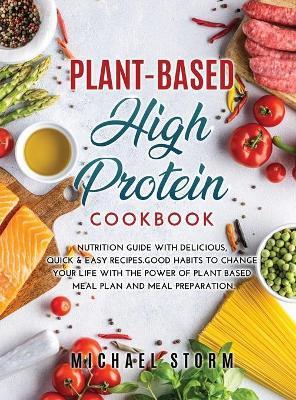 PLANT-BASED
High
Protein
COOKBOOK
NUTRITION GUIDE WITH DELICIOUS,
QUICK & EASY RECIPES.GOOD HABITS TO CHANGE
YOUR LIFE WITH THE POWER OF PLANT BASED
MEAL PLAN AND MEAL PREPARATION.
MICHAEL STORM